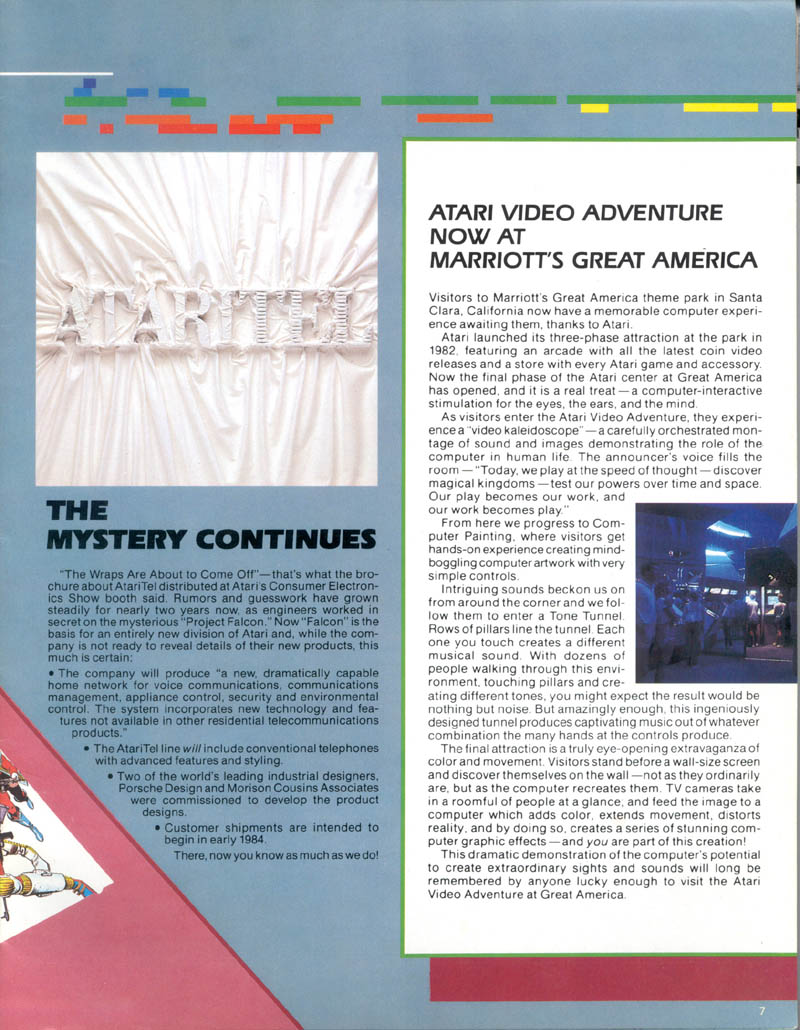 ATARITEL
THE
MYSTERY CONTINUES
"The Wraps Are About to Come Off"—that's what the bro-
chure about AtariTel distributed at Atari's Consumer Electron-
ics Show booth said. Rumors and guesswork have grown
steadily for nearly two years now, as engineers worked in
secret on the mysterious "Project Falcon." Now "Falcon" is the
basis for an entirely new division of Atari and, while the com-
pany is not ready to reveal details of their new products, this
much is certain:
• The company will produce "a new, dramatically capable
home network for voice communications, communications
management, appliance control, security and environmental
control. The system incorporates new technology and fea-
tures not available in other residential telecommunications
products."
• The AtariTel line will include conventional telephones
with advanced features and styling.
• Two of the world's leading industrial designers,
Porsche Design and Morison Cousins Associates
were commissioned to develop the product
designs.
• Customer shipments are intended to
begin in early 1984.
There, now you know as much as we do!
ATARI VIDEO ADVENTURE
NOW AT
MARRIOTT'S GREAT AMERICA
Visitors to Marriott's Great America theme park in Santa
Clara, California now have a memorable computer experi-
ence awaiting them, thanks to Atari.
Atari launched its three-phase attraction at the park in
1982, featuring an arcade with all the latest coin video
releases and a store with every Atari game and accessory.
Now the final phase of the Atari center at Great America
has opened, and it is a real treat—a computer-interactive
stimulation for the eyes, the ears, and the mind.
As visitors enter the Atari Video Adventure, they experi-
ence a "video kaleidoscope"—a carefully orchestrated mon-
tage of sound and images demonstrating the role of the
computer in human life. The announcer's voice fills the
room—"Today, we play at the speed of thought—discover
magical kingdoms—test our powers over time and space.
Our play becomes our work, and
our work becomes play."
From here we progress to Com-
puter Painting, where visitors get
hands-on experience creating mind-
boggling computer artwork with very
simple controls.
Intriguing sounds beckon us on
from around the corner and we fol-
low them to enter a Tone Tunnel.
Rows of pillars line the tunnel. Each
one you touch creates a different
musical sound. With dozens of
people walking through this envi-
ronment, touching pillars and cre-
ating different tones, you might expect the result would be
nothing but noise. But amazingly enough, this ingeniously
designed tunnel produces captivating music out of whatever
combination the many hands at the controls produce.
The final attraction is a truly eye-opening extravaganza of
color and movement. Visitors stand before a wall-size screen
and discover themselves on the wall—not as they ordinarily
are, but as the computer recreates them. TV cameras take
in a roomful of people at a glance, and feed the image to a
computer which adds color, extends movement, distorts
reality, and by doing so, creates a series of stunning com-
puter graphic effects—and you are part of this creation!
This dramatic demonstration of the computer's potential
to create extraordinary sights and sounds will long be
remembered by anyone lucky enough to visit the Atari
Video Adventure at Great America.
7